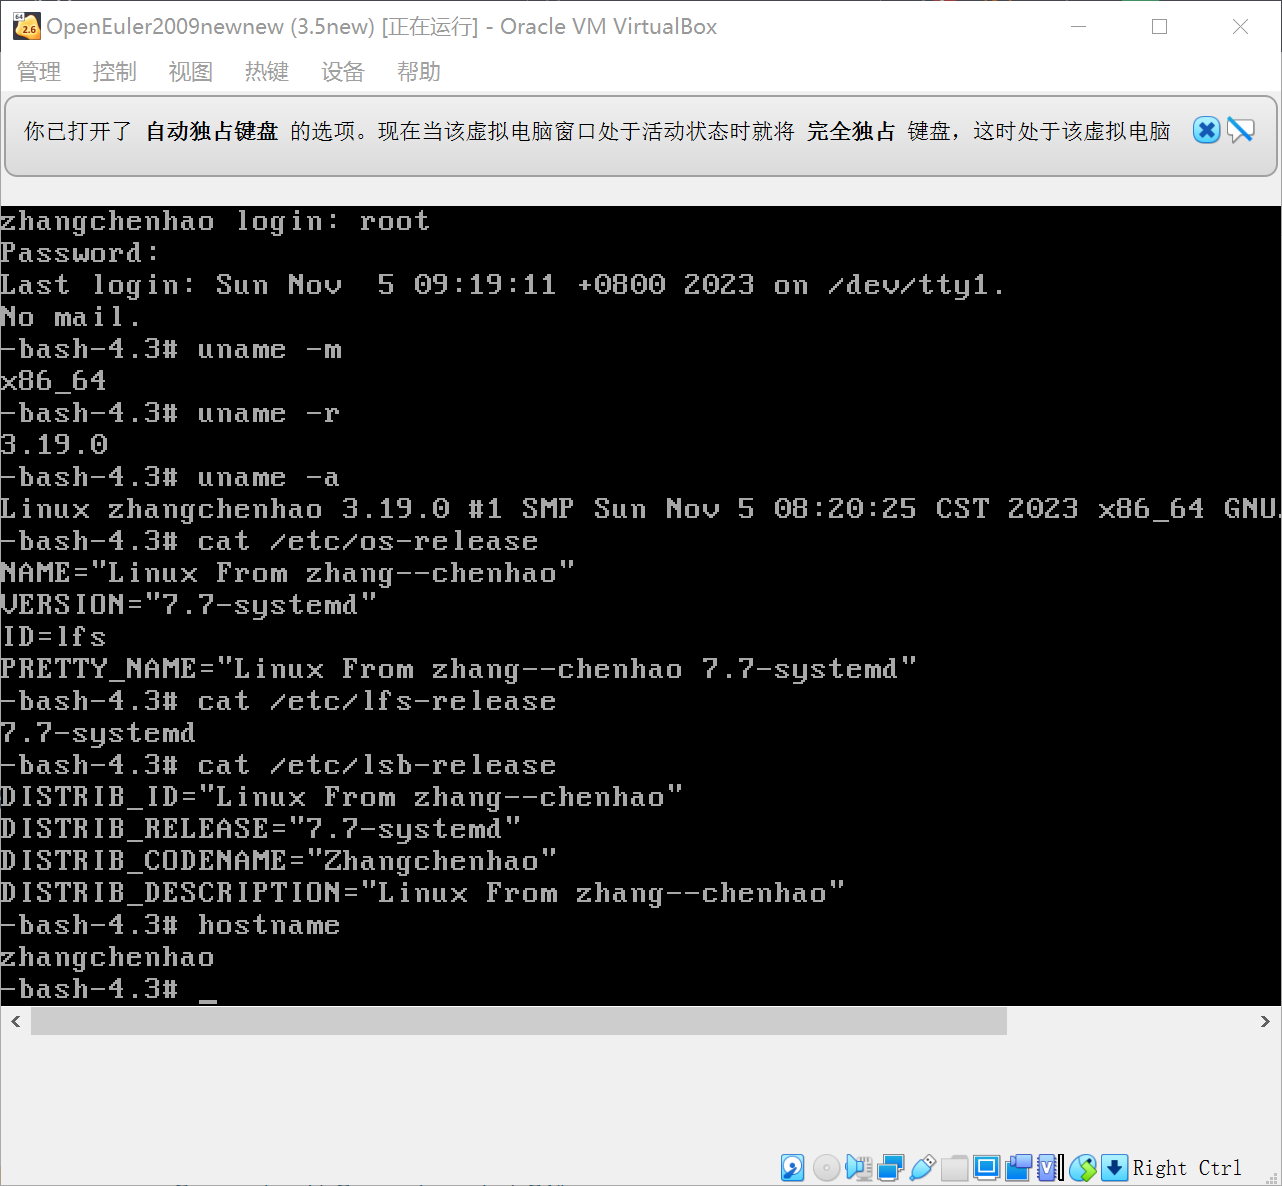 OpenEuler2009newnew (3.5new) [正在运行] - Oracle VM VirtualBox
管理 控制 视图 热键 设备 帮助
你已打开了 自动独占键盘 的选项。现在当该虚拟电脑窗口处于活动状态时就将 完全独占 键盘，这时处于该虚拟电脑
zhangchenhao login: root
Password:
Last login: Sun Nov  5 09:19:11 +0800 2023 on /dev/tty1.
No mail.
-bash-4.3# uname -m
x86_64
-bash-4.3# uname -r
3.19.0
-bash-4.3# uname -a
Linux zhangchenhao 3.19.0 #1 SMP Sun Nov 5 08:20:25 CST 2023 x86_64 GNU
-bash-4.3# cat /etc/os-release
NAME="Linux From zhang--chenhao"
VERSION="7.7-systemd"
ID=lfs
PRETTY_NAME="Linux From zhang--chenhao 7.7-systemd"
-bash-4.3# cat /etc/lfs-release
7.7-systemd
-bash-4.3# cat /etc/lsb-release
DISTRIB_ID="Linux From zhang--chenhao"
DISTRIB_RELEASE="7.7-systemd"
DISTRIB_CODENAME="Zhangchenhao"
DISTRIB_DESCRIPTION="Linux From zhang--chenhao"
-bash-4.3# hostname
zhangchenhao
-bash-4.3# _
Right Ctrl